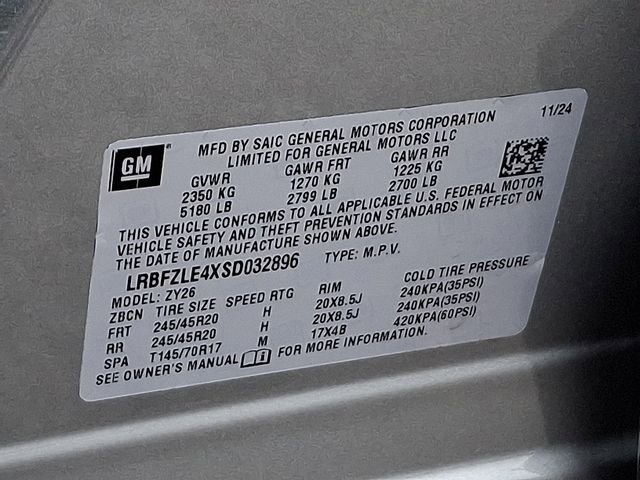 GM
11/24
MFD BY SAIC GENERAL MOTORS CORPORATION
LIMITED FOR GENERAL MOTORS LLC
GVWR GAWR FRT GAWR RR
2350 KG 1270 KG 1225 KG
5180 LB 2799 LB 2700 LB
THIS VEHICLE CONFORMS TO ALL APPLICABLE U.S. FEDERAL MOTOR
VEHICLE SAFETY AND THEFT PREVENTION STANDARDS IN EFFECT ON
THE DATE OF MANUFACTURE SHOWN ABOVE.
LRBFZLE4XSD032896 TYPE: M.P.V.
MODEL: ZY26
ZBCN TIRE SIZE SPEED RTG RIM COLD TIRE PRESSURE
FRT 245/45R20 H 20X8.5J 240KPA(35PSI)
RR 245/45R20 H 20X8.5J 240KPA(35PSI)
SPA T145/70R17 M 17X4B 420KPA(60PSI)
SEE OWNER'S MANUAL FOR MORE INFORMATION.